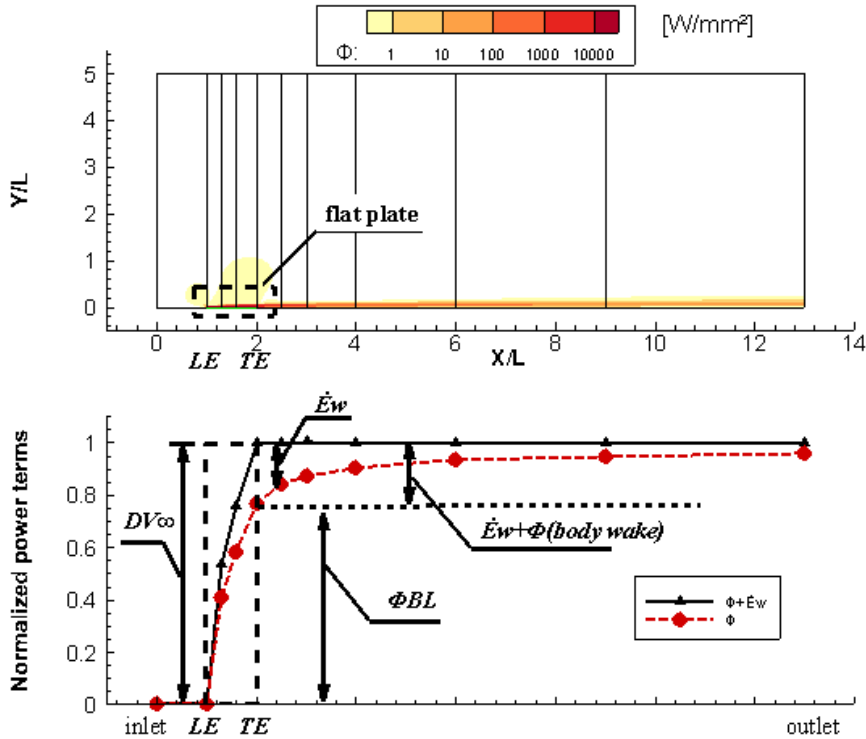 [W/mm²]
Φ: 1 10 100 1000 10000
5
4
3
2
1
0
Y/L
flat plate
0 2 4 6 8 10 12 14
LE TE X/L
Ėw
1
0.8
0.6
0.4
0.2
0
Normalized power terms
DV∞
Ėw+Φ(body wake)
ΦBL
Φ+Ėw
Φ
inlet LE TE outlet